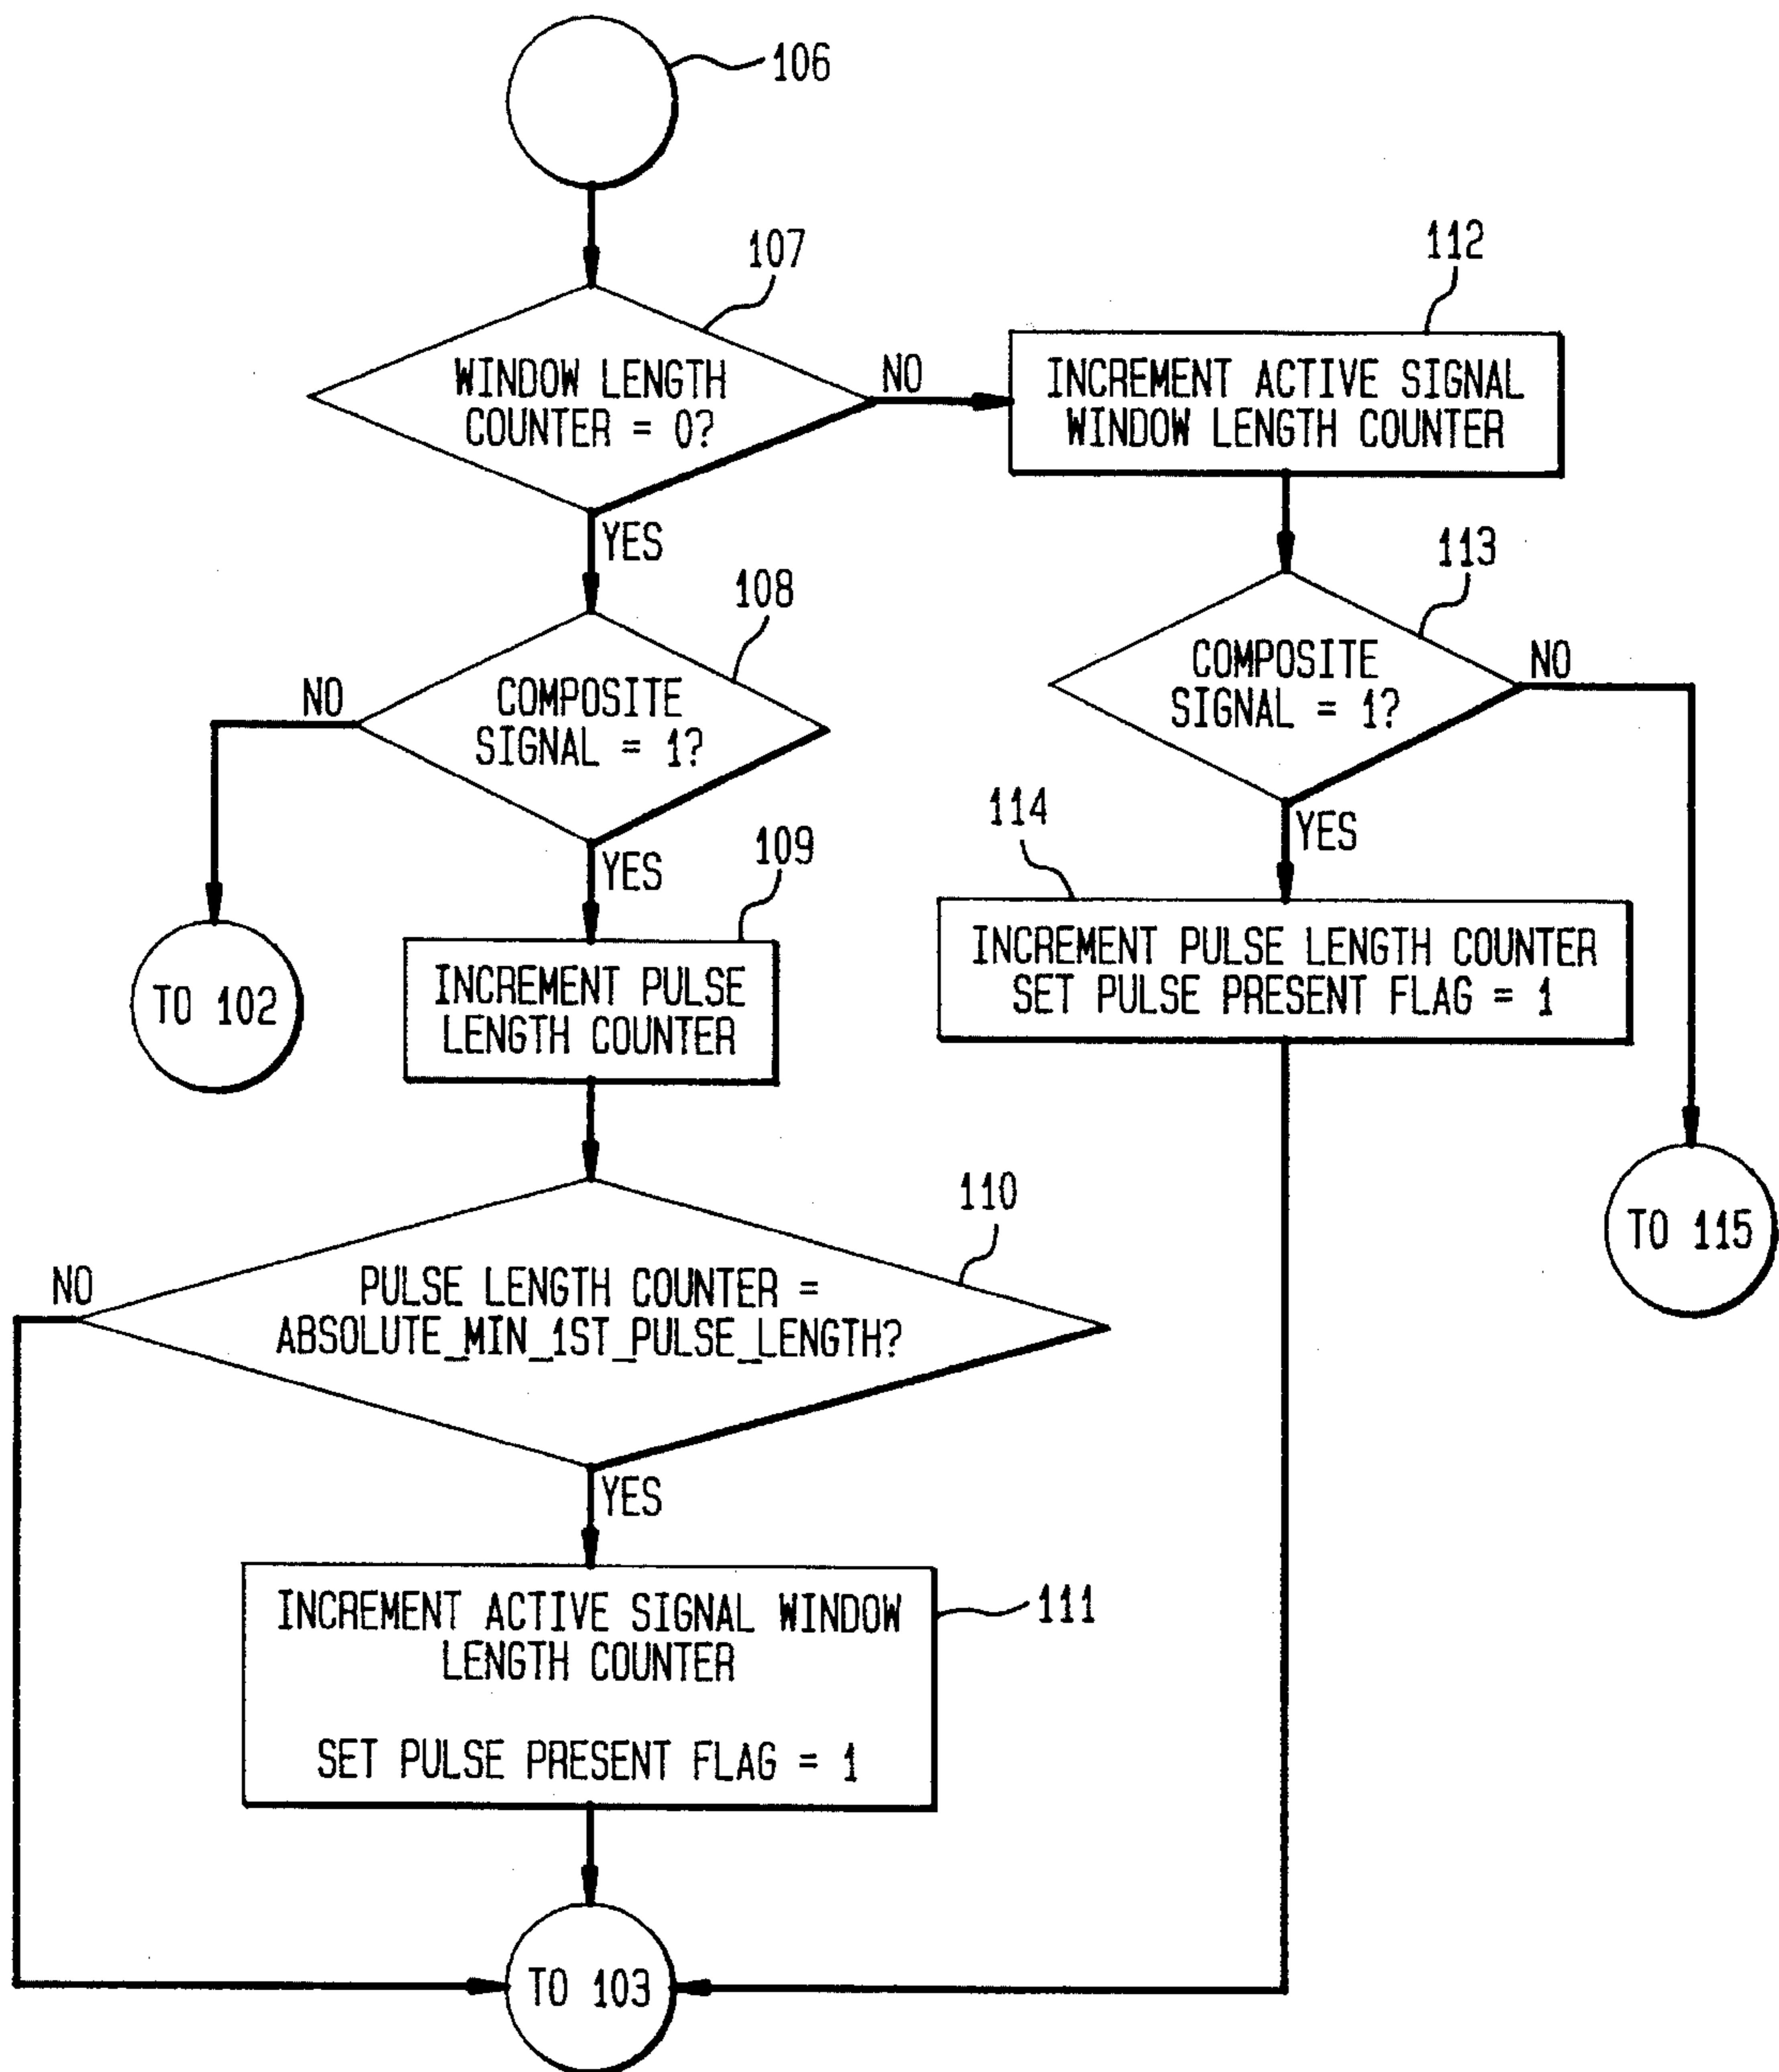 106
107
WINDOW LENGTH
COUNTER = 0?
NO
YES
112
INCREMENT ACTIVE SIGNAL
WINDOW LENGTH COUNTER
108
COMPOSITE
SIGNAL = 1?
NO
YES
113
COMPOSITE
SIGNAL = 1?
NO
YES
TO 102
109
INCREMENT PULSE
LENGTH COUNTER
114
INCREMENT PULSE LENGTH COUNTER
SET PULSE PRESENT FLAG = 1
TO 115
110
PULSE LENGTH COUNTER =
ABSOLUTE_MIN_1ST_PULSE_LENGTH?
NO
YES
INCREMENT ACTIVE SIGNAL WINDOW
LENGTH COUNTER
SET PULSE PRESENT FLAG = 1
111
TO 103